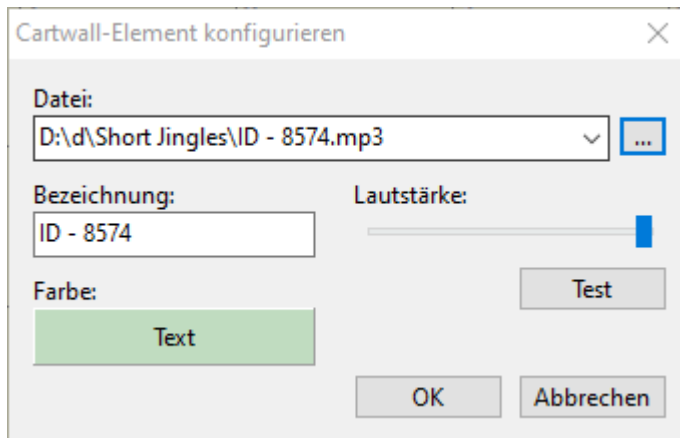 Cartwall-Element konfigurieren
Datei:
D:\d\Short Jingles\ID - 8574.mp3
...
Bezeichnung:
Lautstärke:
ID - 8574
Farbe:
Test
Text
OK
Abbrechen